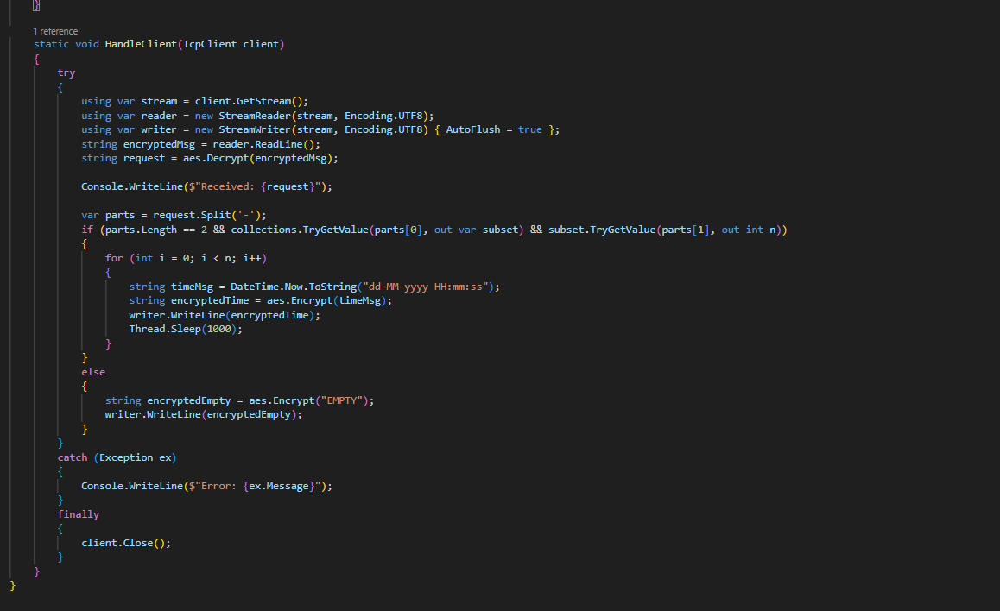 }
1 reference
static void HandleClient(TcpClient client)
{
try
{
using var stream = client.GetStream();
using var reader = new StreamReader(stream, Encoding.UTF8);
using var writer = new StreamWriter(stream, Encoding.UTF8) { AutoFlush = true };
string encryptedMsg = reader.ReadLine();
string request = aes.Decrypt(encryptedMsg);
Console.WriteLine($"Received: {request}");
var parts = request.Split('-');
if (parts.Length == 2 && collections.TryGetValue(parts[0], out var subset) && subset.TryGetValue(parts[1], out int n))
{
for (int i = 0; i < n; i++)
{
string timeMsg = DateTime.Now.ToString("dd-MM-yyyy HH:mm:ss");
string encryptedTime = aes.Encrypt(timeMsg);
writer.WriteLine(encryptedTime);
Thread.Sleep(1000);
}
}
else
{
string encryptedEmpty = aes.Encrypt("EMPTY");
writer.WriteLine(encryptedEmpty);
}
}
catch (Exception ex)
{
Console.WriteLine($"Error: {ex.Message}");
}
finally
{
client.Close();
}
}
}